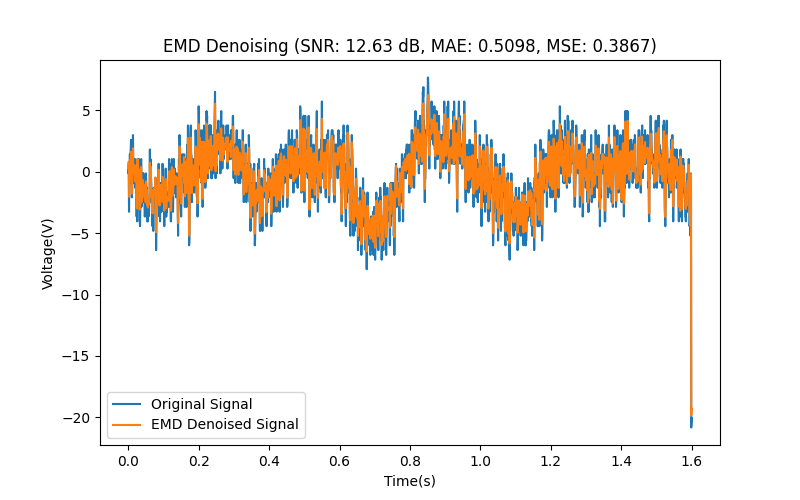 EMD Denoising (SNR: 12.63 dB, MAE: 0.5098, MSE: 0.3867)
5
0
−5
−10
−15
−20
Voltage(V)
Original Signal
EMD Denoised Signal
0.0 0.2 0.4 0.6 0.8 1.0 1.2 1.4 1.6
Time(s)